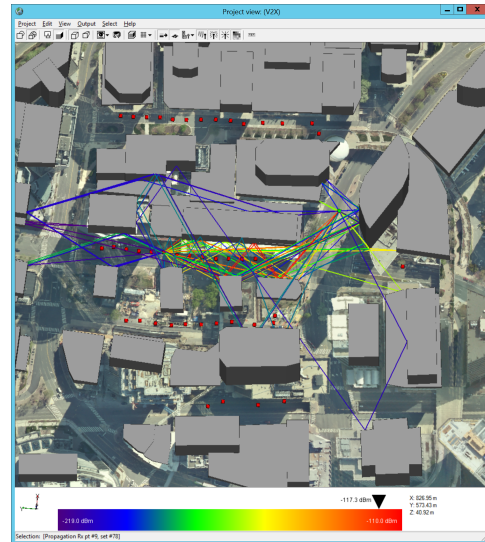 Project view: (V2X)
Project Edit View Output Select Help
-117.3 dBm
-219.0 dBm
-110.0 dBm
X: 826.95 m
Y: 573.43 m
Z: 40.92 m
Selection: [Propagation Rx pt #9, set #78]